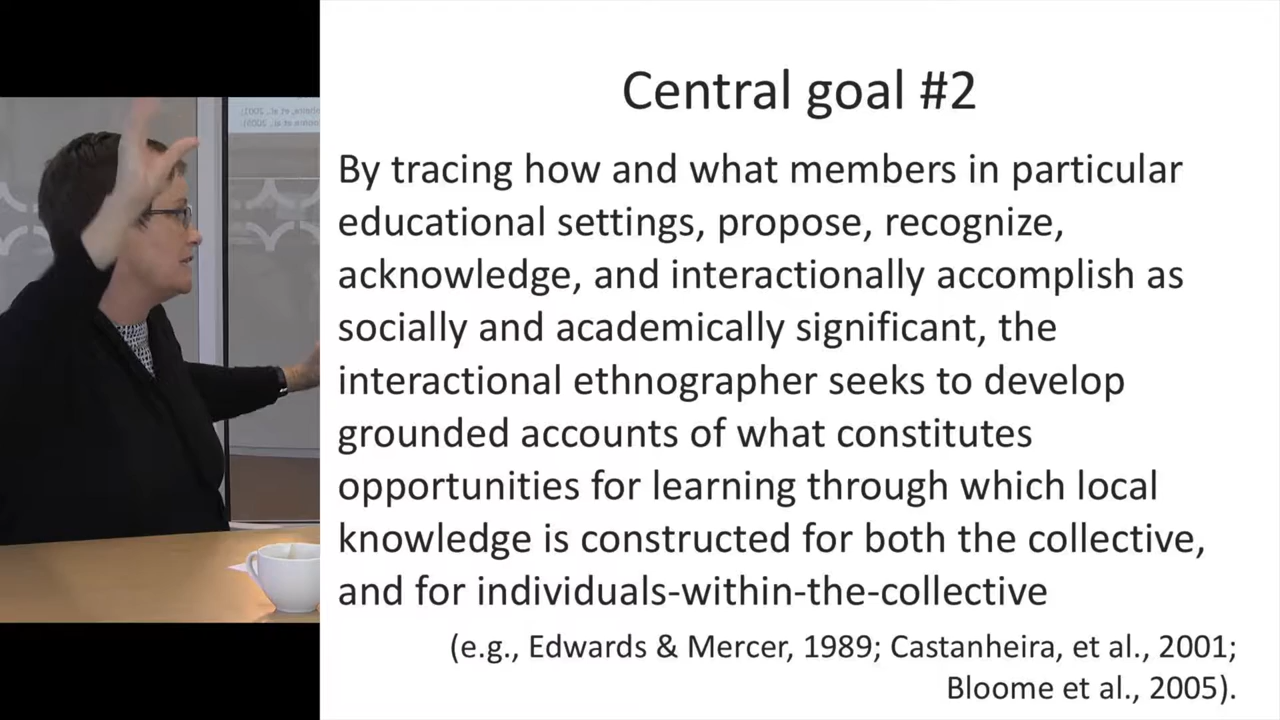 Central goal #2
By tracing how and what members in particular
educational settings, propose, recognize,
acknowledge, and interactionally accomplish as
socially and academically significant, the
interactional ethnographer seeks to develop
grounded accounts of what constitutes
opportunities for learning through which local
knowledge is constructed for both the collective,
and for individuals-within-the-collective
(e.g., Edwards & Mercer, 1989; Castanheira, et al., 2001;
Bloome et al., 2005).